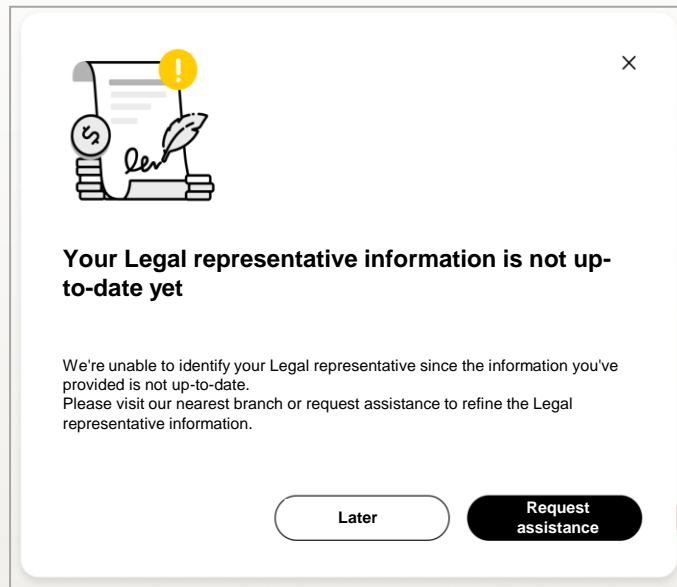 Your Legal representative information is not up-
to-date yet
We're unable to identify your Legal representative since the information you've
provided is not up-to-date.
Please visit our nearest branch or request assistance to refine the Legal
representative information.
Later
Request
assistance